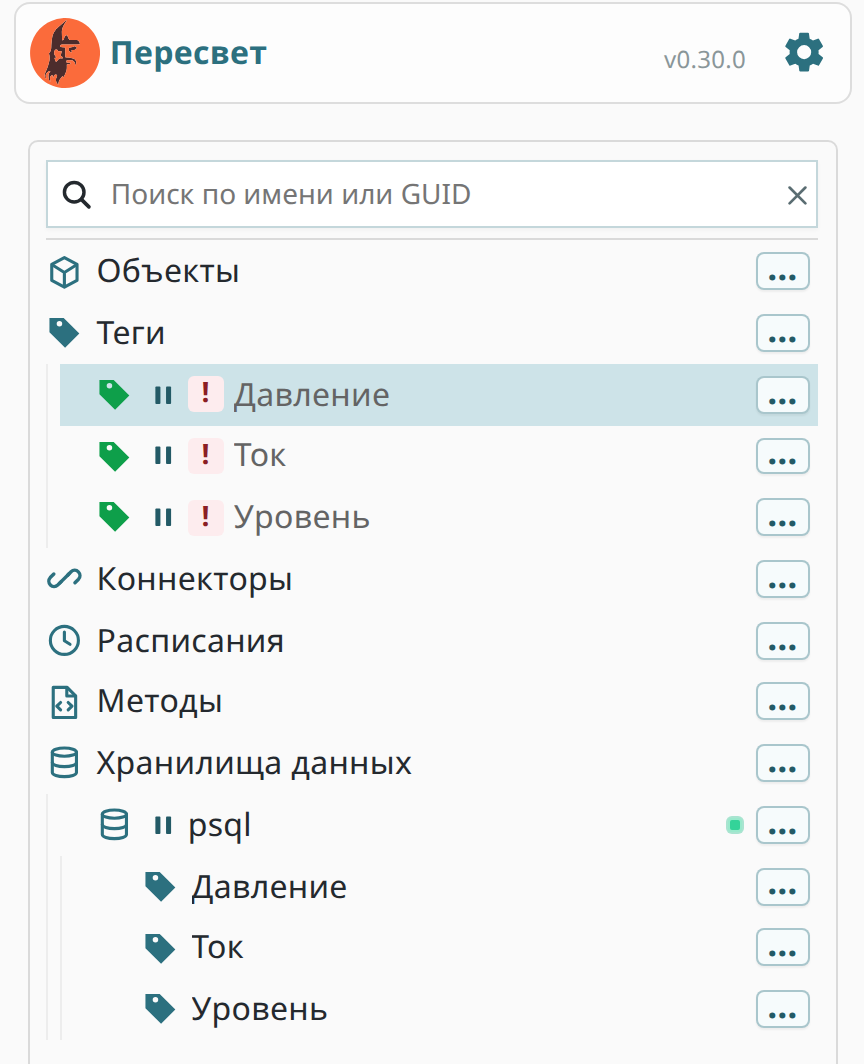 Пересвет
v0.30.0
Поиск по имени или GUID
Объекты
Теги
! Давление
! Ток
! Уровень
Коннекторы
Расписания
Методы
Хранилища данных
psql
Давление
Ток
Уровень